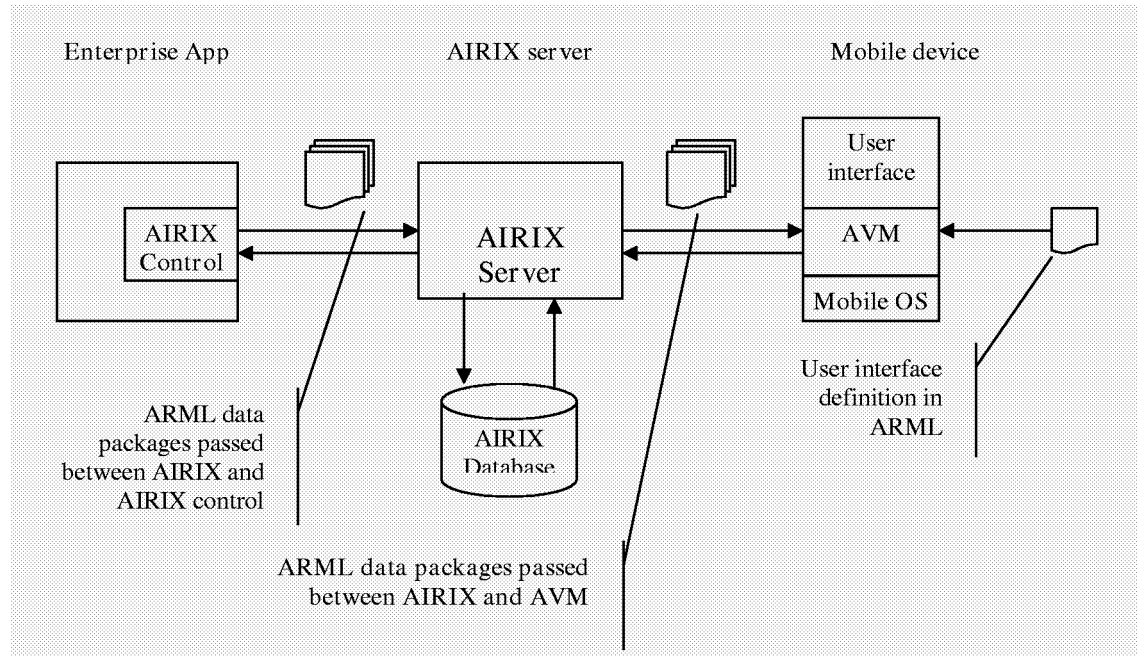 Enterprise App
AIRIX server
Mobile device
User
interface
AIRIX
Control
AIRIX
Server
AVM
Mobile OS
User interface
definition in
ARML
ARML data
packages passed
between AIRIX and
AIRIX control
AIRIX
Database
ARML data packages passed
between AIRIX and AVM